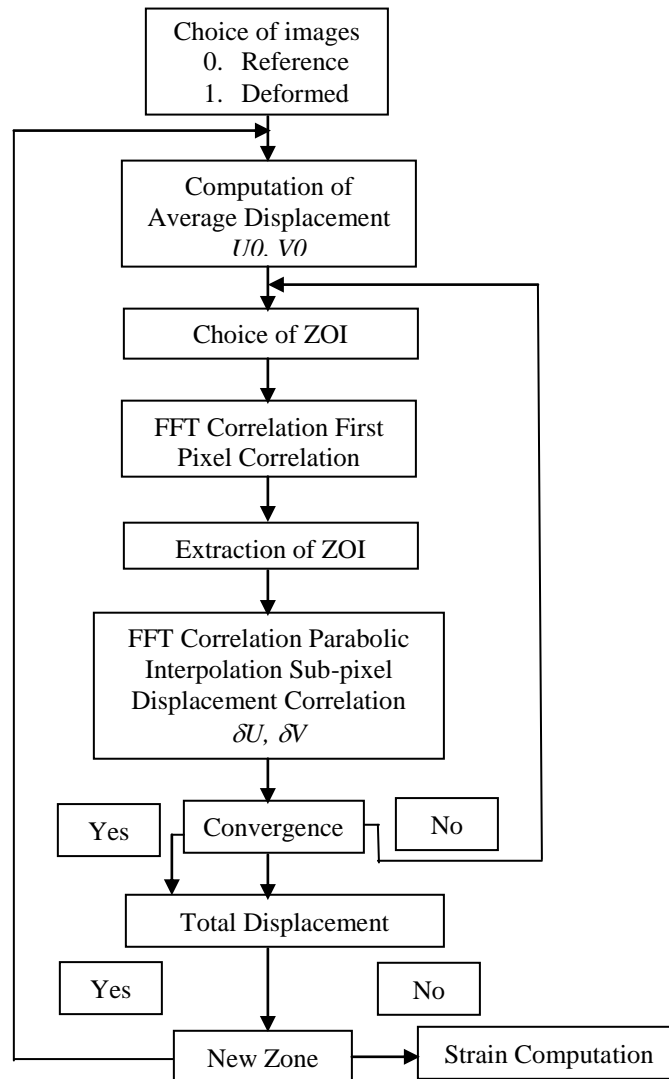 Choice of images
0. Reference
1. Deformed
Computation of
Average Displacement
U0, V0
Choice of ZOI
FFT Correlation First
Pixel Correlation
Extraction of ZOI
FFT Correlation Parabolic
Interpolation Sub-pixel
Displacement Correlation
δU, δV
Yes
Convergence
No
Total Displacement
Yes
No
New Zone
Strain Computation